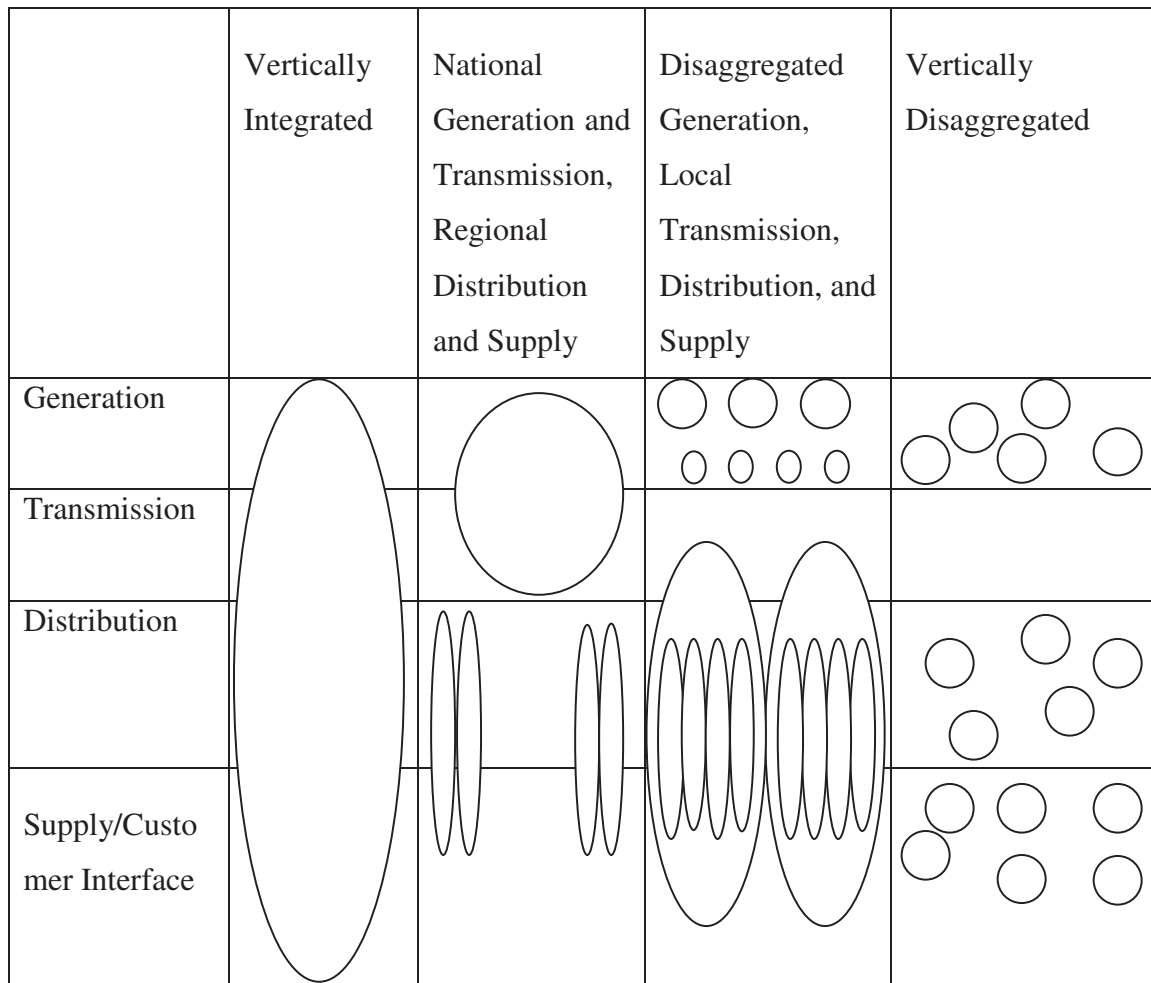 Vertically
Integrated
National
Generation and
Transmission,
Regional
Distribution
and Supply
Disaggregated
Generation,
Local
Transmission,
Distribution, and
Supply
Vertically
Disaggregated
Generation
Transmission
Distribution
Supply/Custo
mer Interface